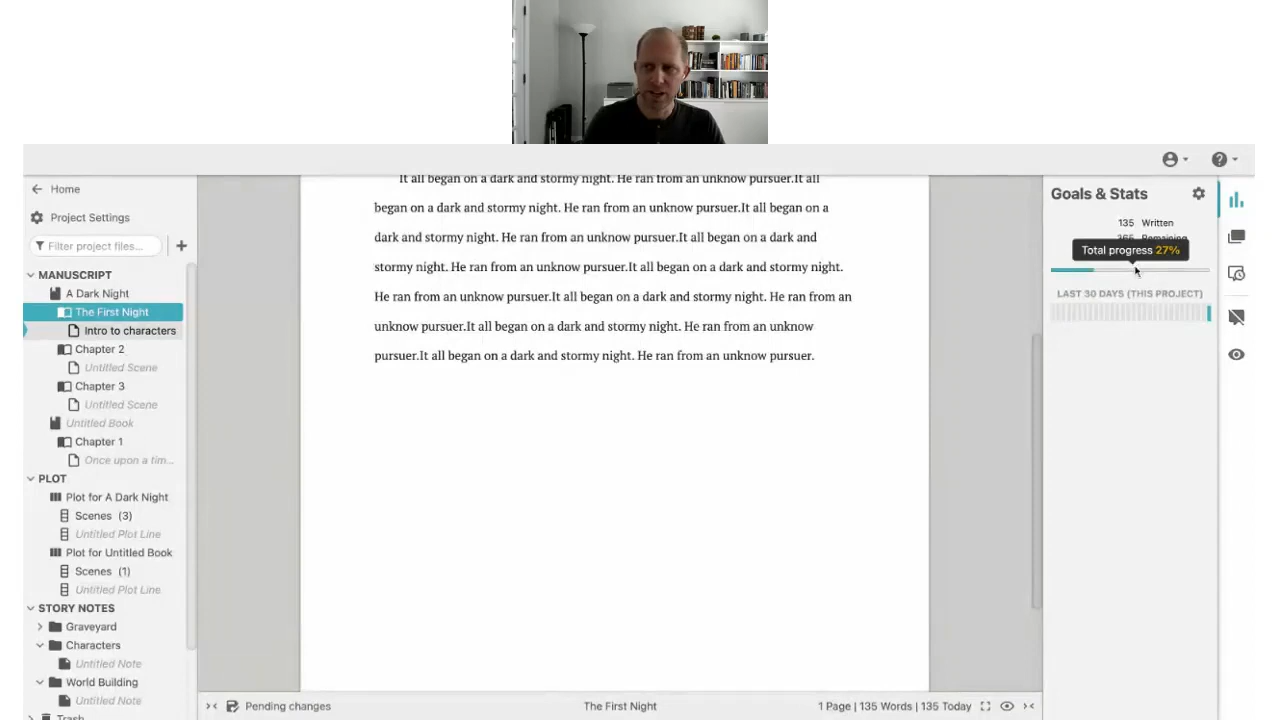 Home
Project Settings
Filter project files...
MANUSCRIPT
A Dark Night
The First Night
Intro to characters
Chapter 2
Untitled Scene
Chapter 3
Untitled Scene
Untitled Book
Chapter 1
Once upon a tim...
PLOT
Plot for A Dark Night
Scenes (3)
Untitled Plot Line
Plot for Untitled Book
Scenes (1)
Untitled Plot Line
STORY NOTES
Graveyard
Characters
Untitled Note
World Building
Untitled Note
Trash
It all began on a dark and stormy night. He ran from an unknow pursuer.It all
began on a dark and stormy night. He ran from an unknow pursuer.It all began on a
dark and stormy night. He ran from an unknow pursuer.It all began on a dark and
stormy night. He ran from an unknow pursuer.It all began on a dark and stormy night.
He ran from an unknow pursuer.It all began on a dark and stormy night. He ran from an
unknow pursuer.It all began on a dark and stormy night. He ran from an unknow
pursuer.It all began on a dark and stormy night. He ran from an unknow pursuer.
Pending changes
The First Night
1 Page | 135 Words | 135 Today
Goals & Stats
135 Written
365 Remaining
Total progress 27%
LAST 30 DAYS (THIS PROJECT)